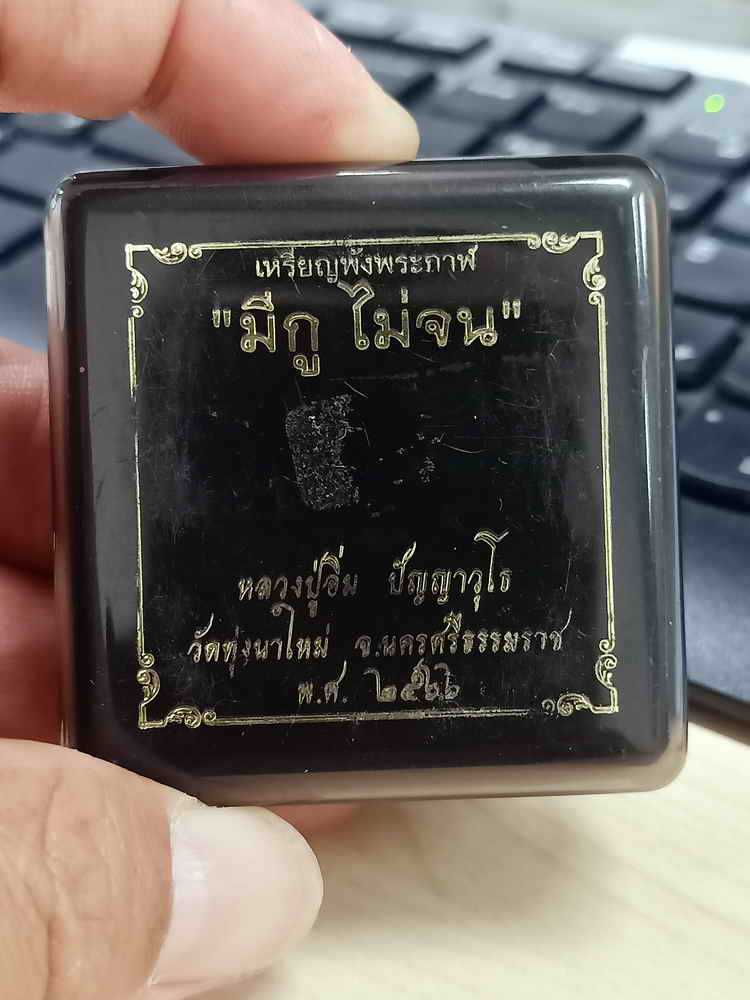 เหรียญพังพระกาฬ
"มีกู ไม่จน"
หลวงปู่อิ่ม ปัญญาวุโธ
วัดทุ่งนาใหม่ จ.นครศรีธรรมราช
พ.ศ. ๒๕๖๖